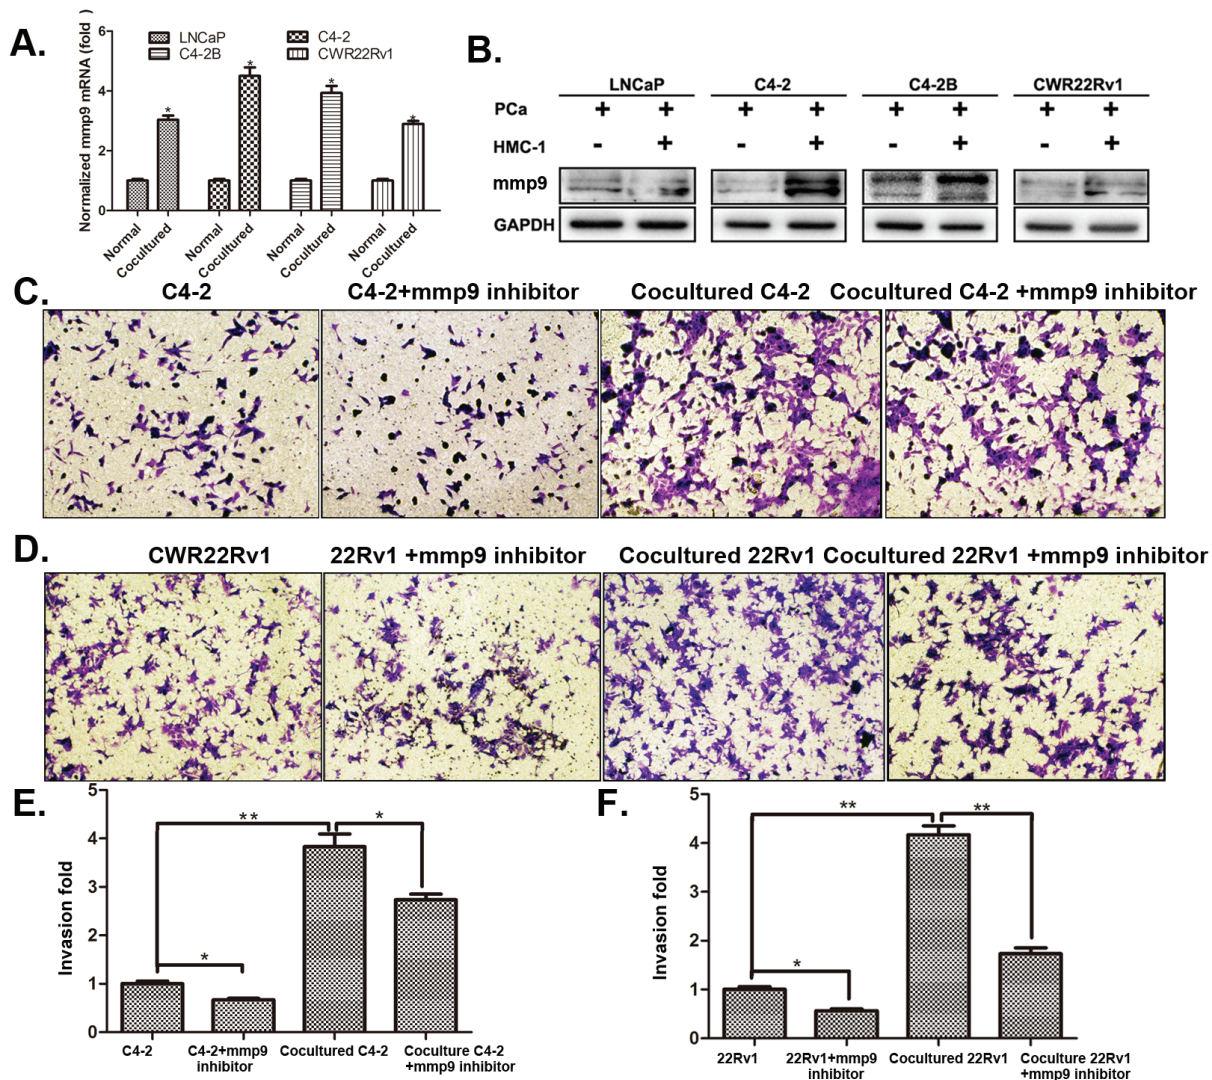 A.
Normalized mmp9 mRNA (fold )
6
4
2
0
LNCaP
C4-2
C4-2B
CWR22Rv1
*
*
*
*
Normal
Cocultured
Normal
Cocultured
Normal
Cocultured
Normal
Cocultured
B.
LNCaP C4-2 C4-2B CWR22Rv1
PCa + + + + + + + +
HMC-1 - + - + - + - +
mmp9
GAPDH
C.
C4-2 C4-2+mmp9 inhibitor Cocultured C4-2 Cocultured C4-2 +mmp9 inhibitor
D.
CWR22Rv1 22Rv1 +mmp9 inhibitor Cocultured 22Rv1 Cocultured 22Rv1 +mmp9 inhibitor
E.
Invasion fold
5
4
3
2
1
0
** *
*
C4-2
C4-2+mmp9
inhibitor
Cocultured C4-2
Coculture C4-2
+mmp9 inhibitor
F.
Invasion fold
5
4
3
2
1
0
** **
*
22Rv1
22Rv1+mmp9
inhibitor
Cocultured 22Rv1
Coculture 22Rv1
+mmp9 inhibitor